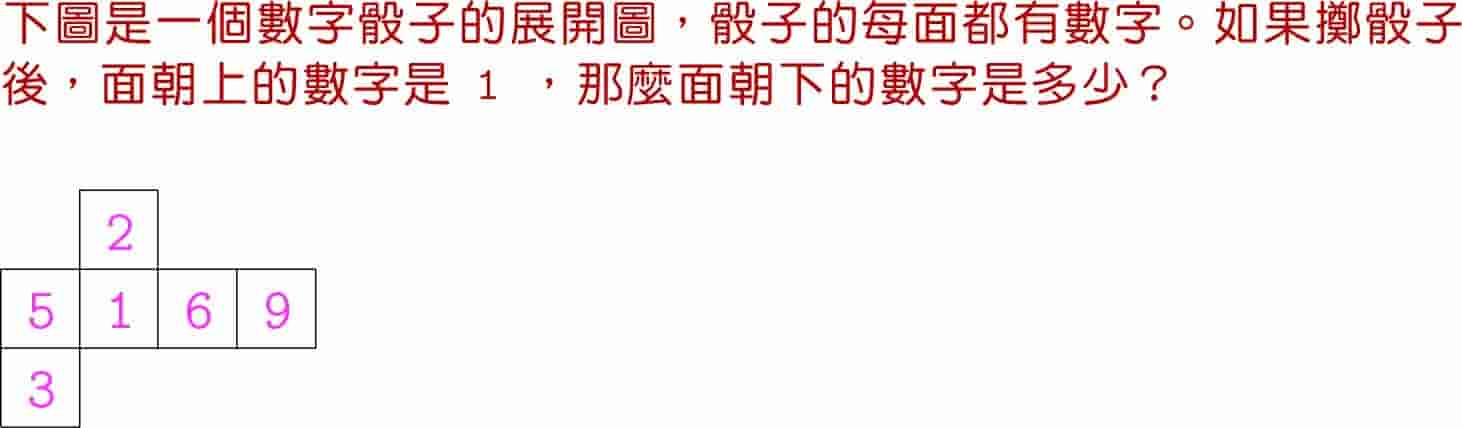 下圖是一個數字骰子的展開圖，骰子的每面都有數字。如果擲骰子
後，面朝上的數字是 1 ，那麼面朝下的數字是多少？
2
5 1 6 9
3